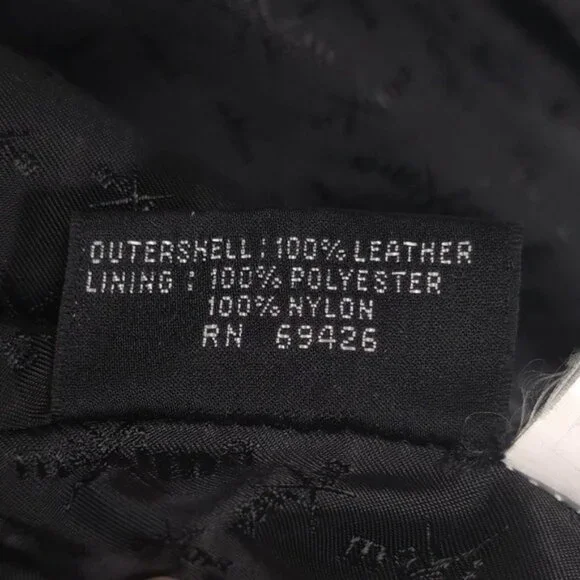 OUTERSHELL: 100% LEATHER
LINING: 100% POLYESTER
100% NYLON
RN 69426